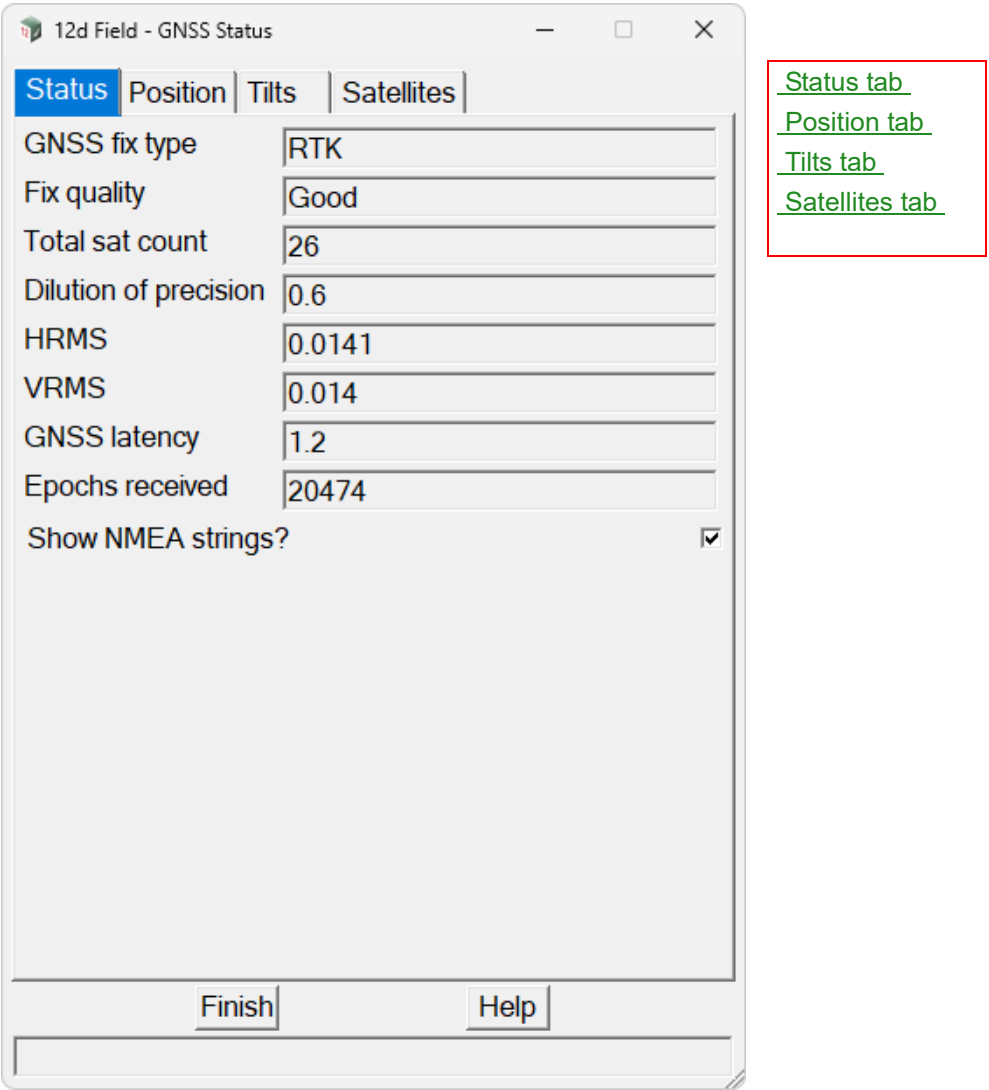 12d Field - GNSS Status
Status Position Tilts Satellites
GNSS fix type RTK
Fix quality Good
Total sat count 26
Dilution of precision 0.6
HRMS 0.0141
VRMS 0.014
GNSS latency 1.2
Epochs received 20474
Show NMEA strings?
Finish Help
Status tab
Position tab
Tilts tab
Satellites tab